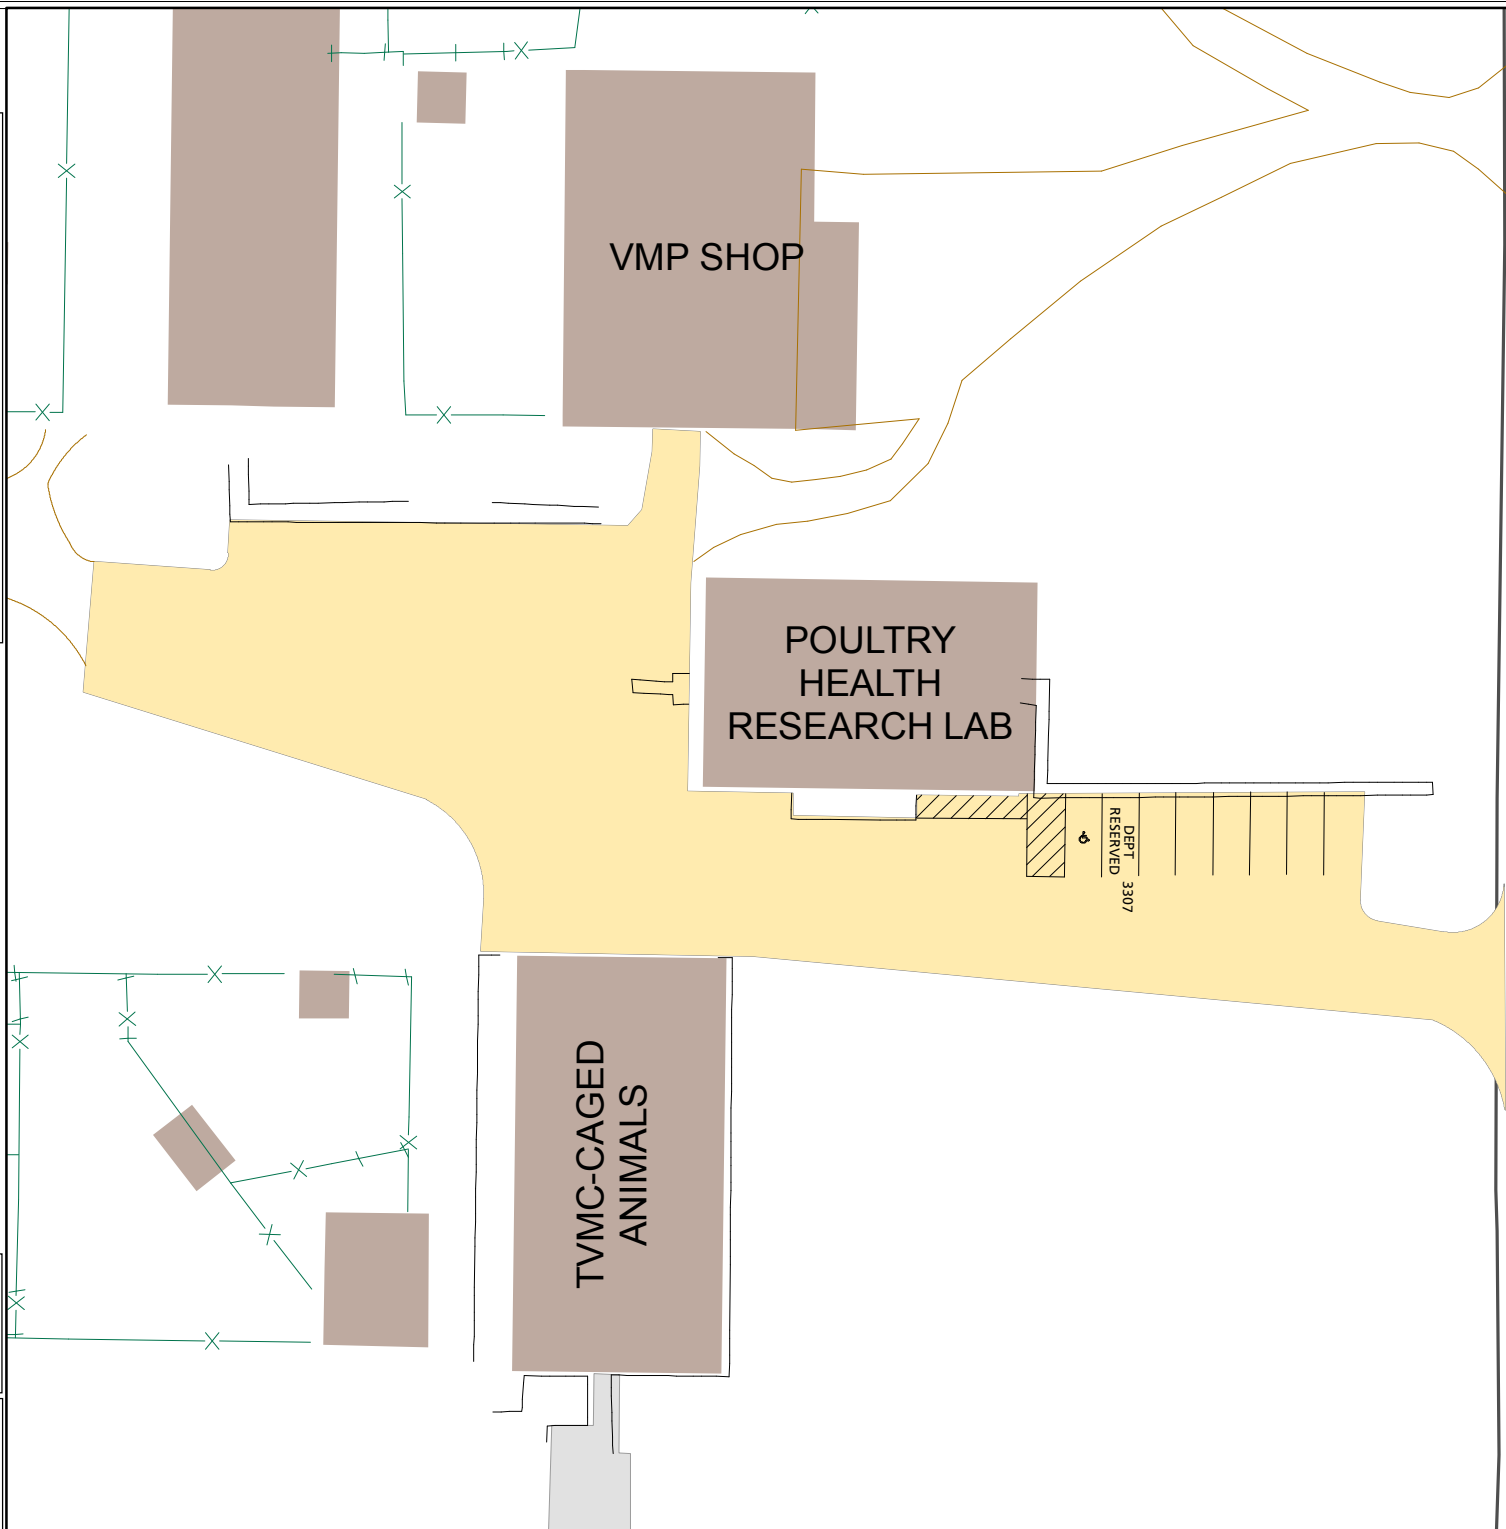 VMP SHOP
POULTRY
HEALTH
RESEARCH LAB
DEPT
RESERVED
3307
TVMC-CAGED
ANIMALS